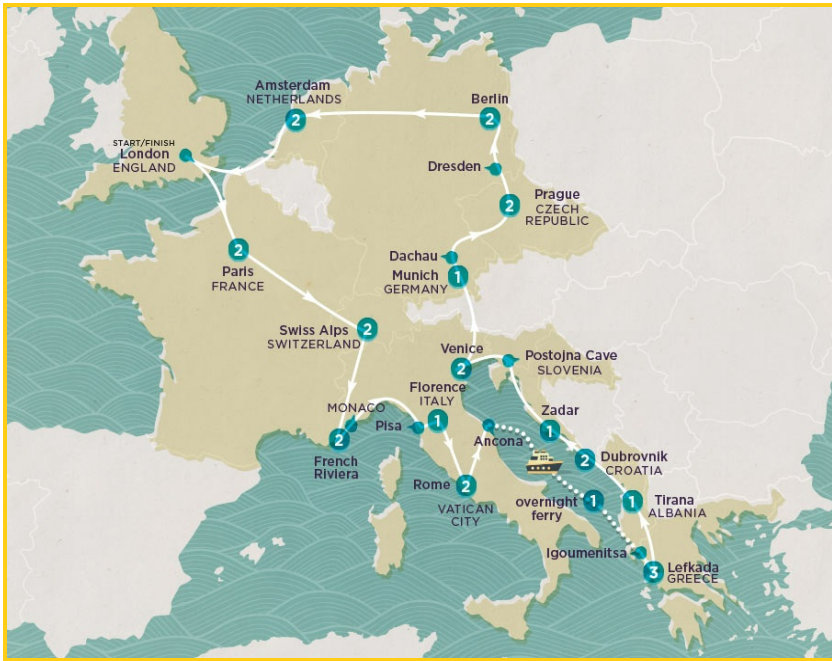 Amsterdam
NETHERLANDS
2
Berlin
2
START/FINISH
London
ENGLAND
Dresden
Prague
CZECH
REPUBLIC
2
2
Paris
FRANCE
Dachau
Munich
GERMANY
1
Swiss Alps
SWITZERLAND
2
Venice
2
Postojna Cave
SLOVENIA
Florence
ITALY
1
MONACO
Pisa
2
French
Riviera
Ancona
Zadar
1
Dubrovnik
CROATIA
2
Rome
2
VATICAN
CITY
overnight
ferry
1
Tirana
ALBANIA
1
Igoumenitsa
Lefkada
GREECE
3